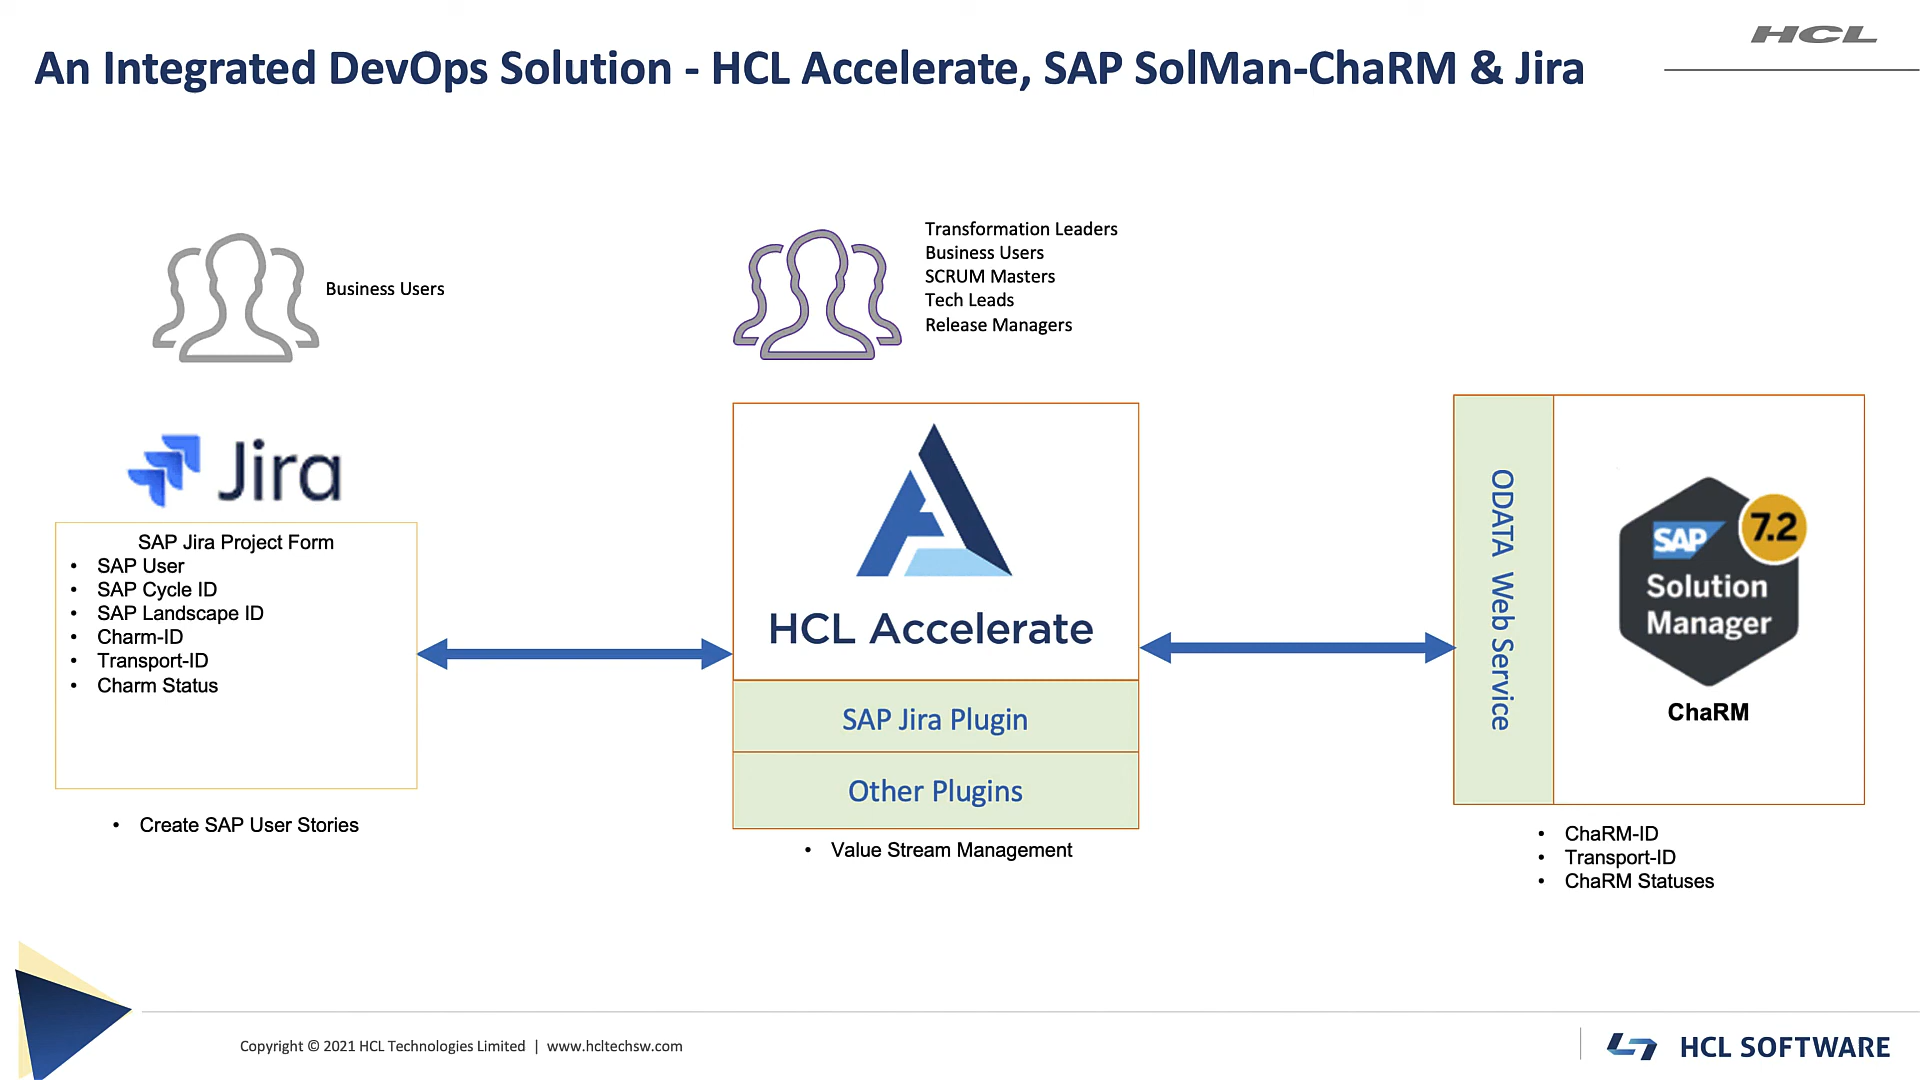 HCL
An Integrated DevOps Solution - HCL Accelerate, SAP SolMan-ChaRM & Jira
Business Users
Transformation Leaders
Business Users
SCRUM Masters
Tech Leads
Release Managers
Jira
SAP Jira Project Form
• SAP User
• SAP Cycle ID
• SAP Landscape ID
• Charm-ID
• Transport-ID
• Charm Status
• Create SAP User Stories
HCL Accelerate
SAP Jira Plugin
Other Plugins
• Value Stream Management
ODATA Web Service
SAP 7.2
Solution
Manager
ChaRM
• ChaRM-ID
• Transport-ID
• ChaRM Statuses
Copyright © 2021 HCL Technologies Limited | www.hcltechsw.com
HCL SOFTWARE